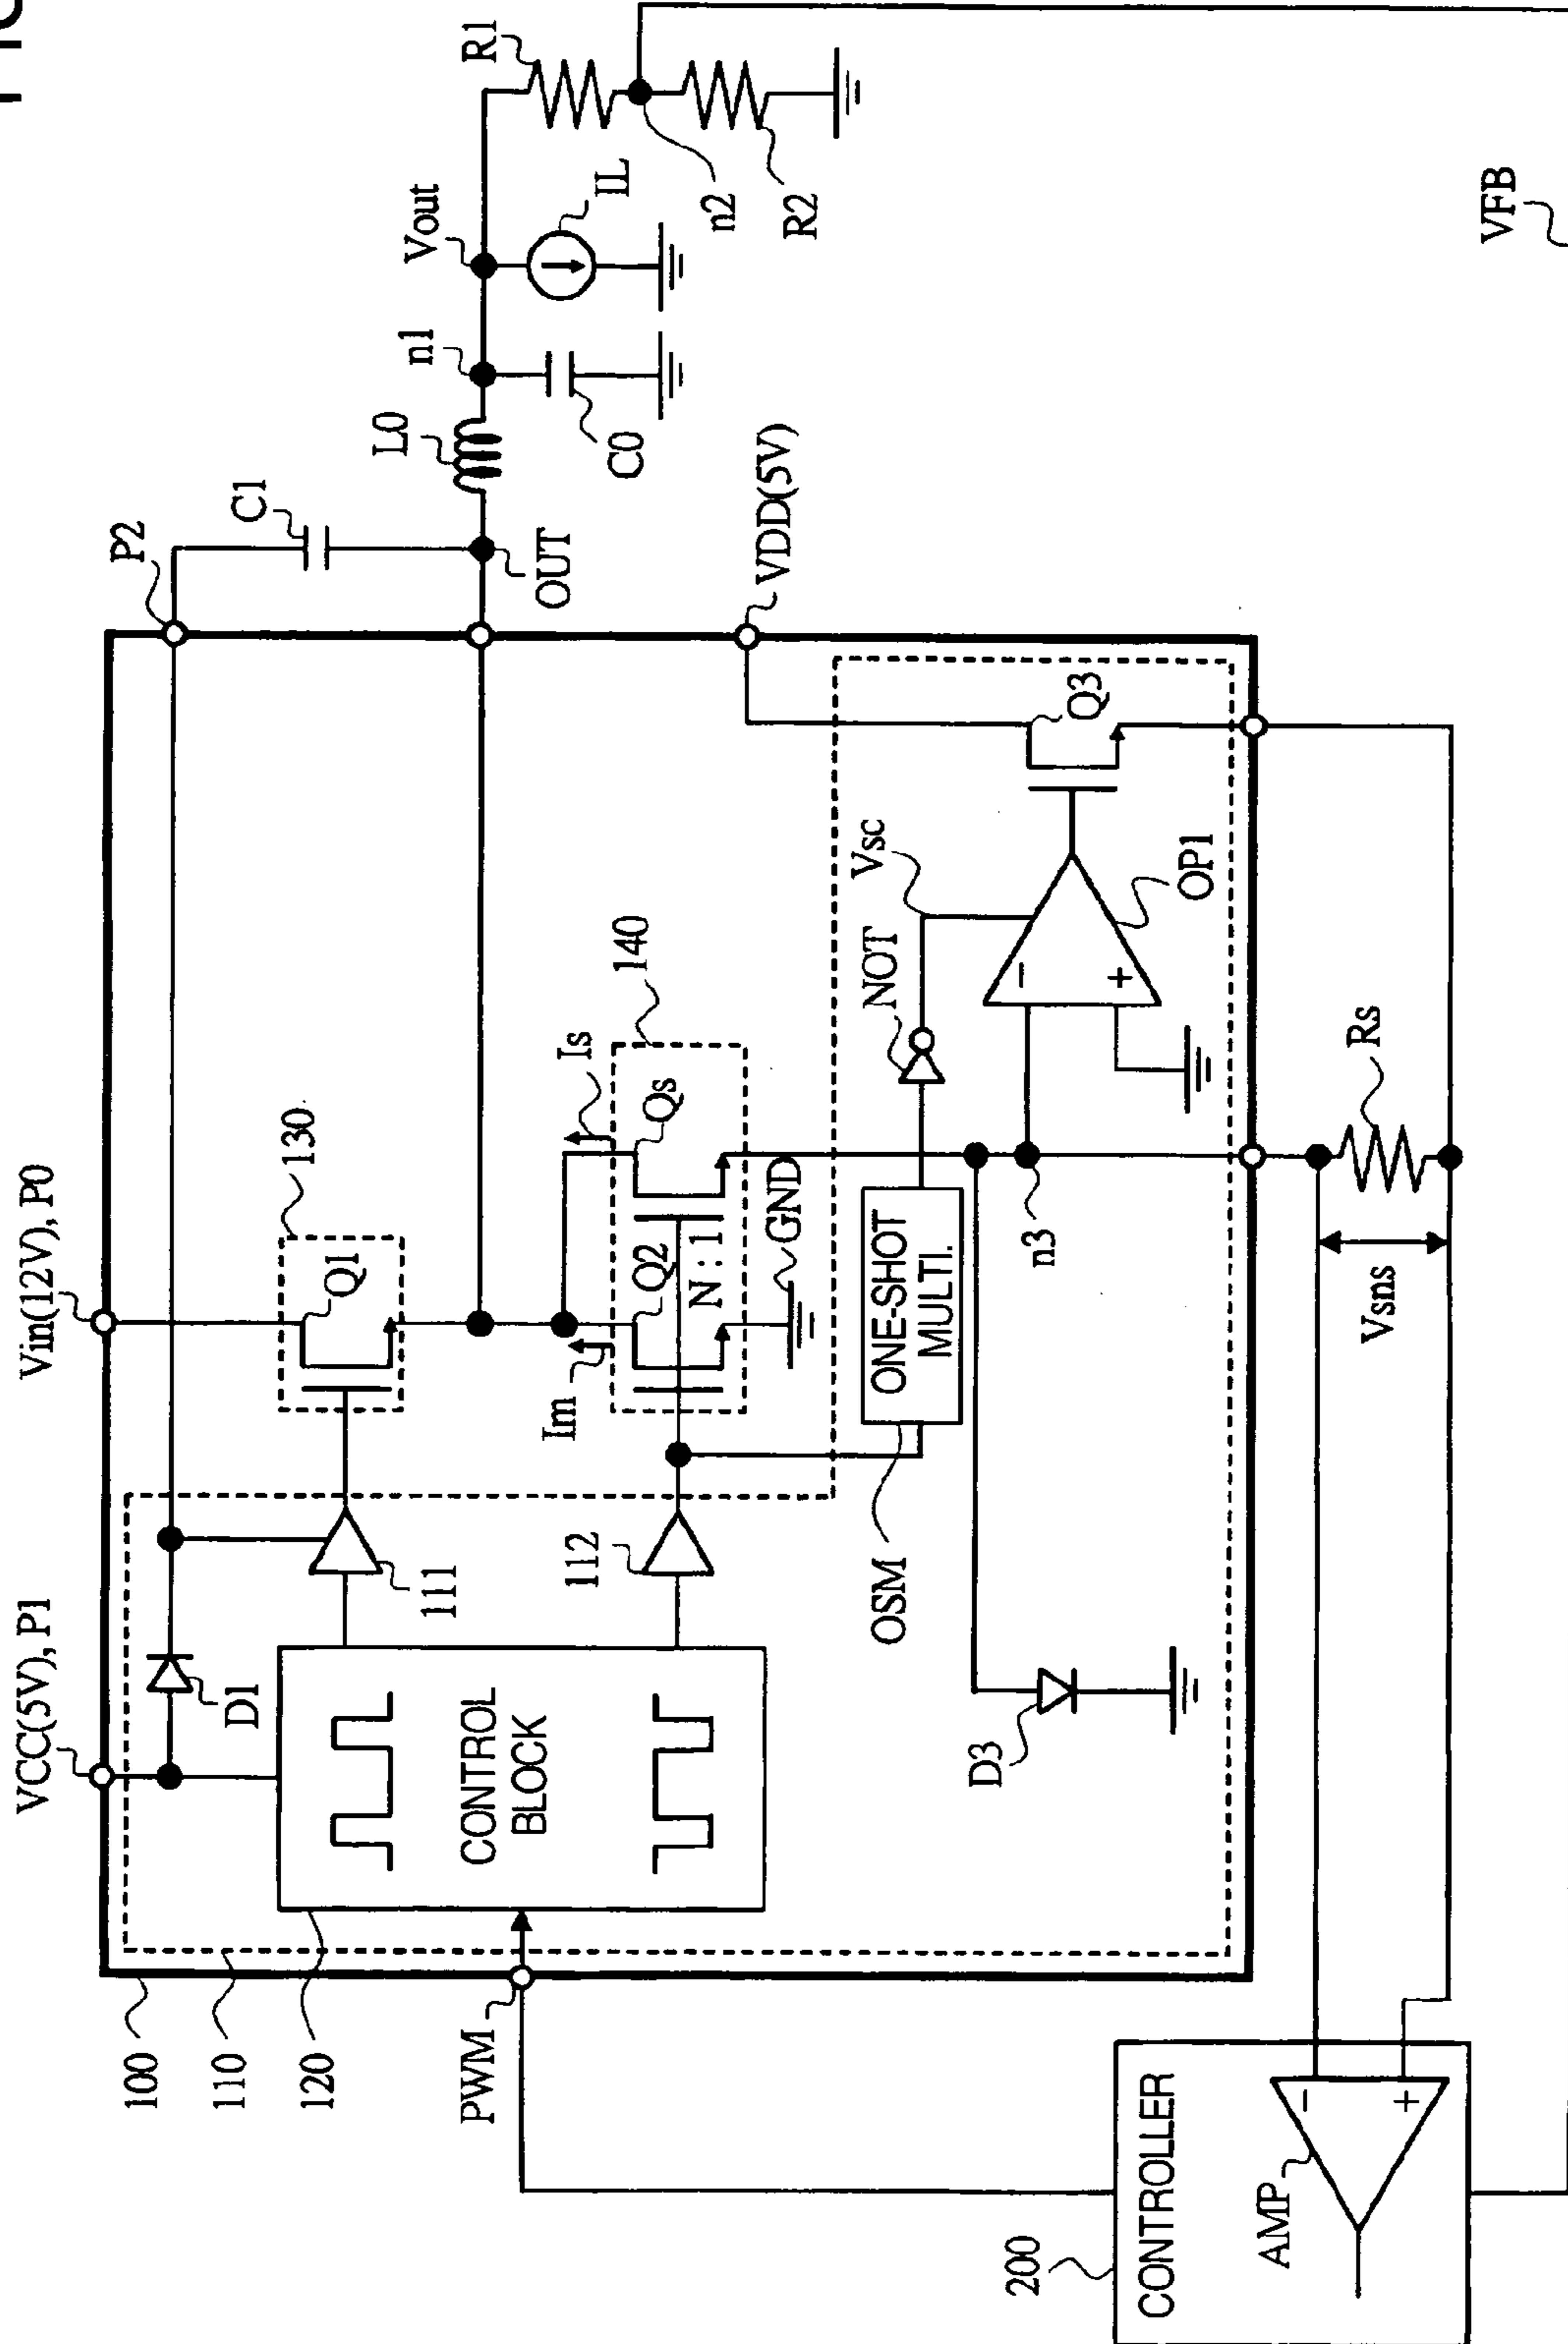 Vin(12V), P0
VCC(5V), P1
P2
C1
L0
n1
Vout
R1
IL
n2
R2
C0
OUT
VDD(5V)
VFB
130
Q1
D1
111
112
CONTROL
BLOCK
100
110
120
PWM
Im
Is
140
Q2
Qs
N : 1
GND
Vsc
NOT
Q3
OP1
−
+
ONE-SHOT
MULTI.
OSM
n3
D3
Rs
Vsns
200
CONTROLLER
AMP
−
+